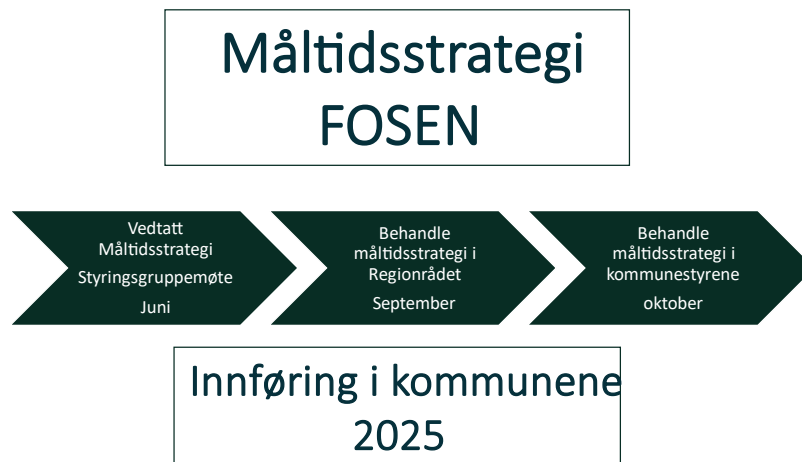 Måltidsstrategi
FOSEN
Vedtatt
Måltidsstrategi
Styringsgruppemøte
Juni
Behandle
måltidsstrategi i
Regionrådet
September
Behandle
måltidsstrategi i
kommunestyrene
oktober
Innføring i kommunene
2025